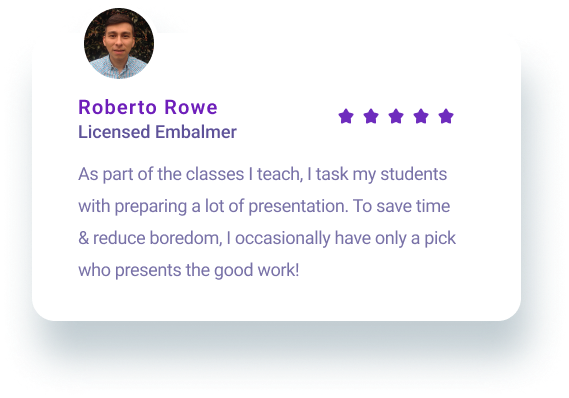 Roberto Rowe
Licensed Embalmer
As part of the classes I teach, I task my students
with preparing a lot of presentation. To save time
& reduce boredom, I occasionally have only a pick
who presents the good work!